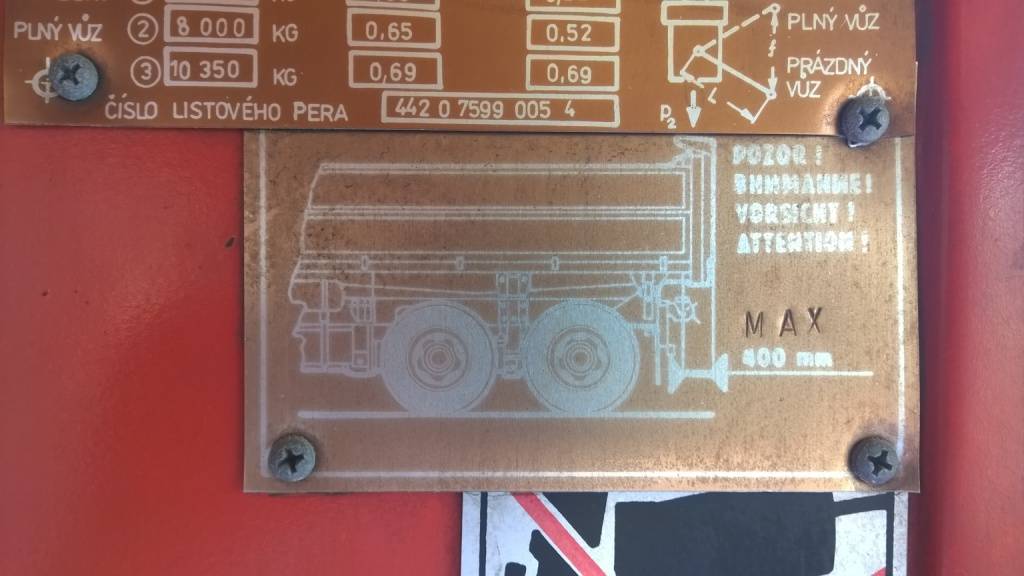 PLNÝ VŮZ ② 8 000 KG 0,65 0,52
③ 10 350 KG 0,69 0,69
ČÍSLO LISTOVÉHO PERA 442 0 7599 005 4
PLNÝ VŮZ
f
PRÁZDNÝ
VŮZ
L
P2
POZOR !
ВНИМАНИЕ!
VORSICHT !
ATTENTION !
MAX
400 mm